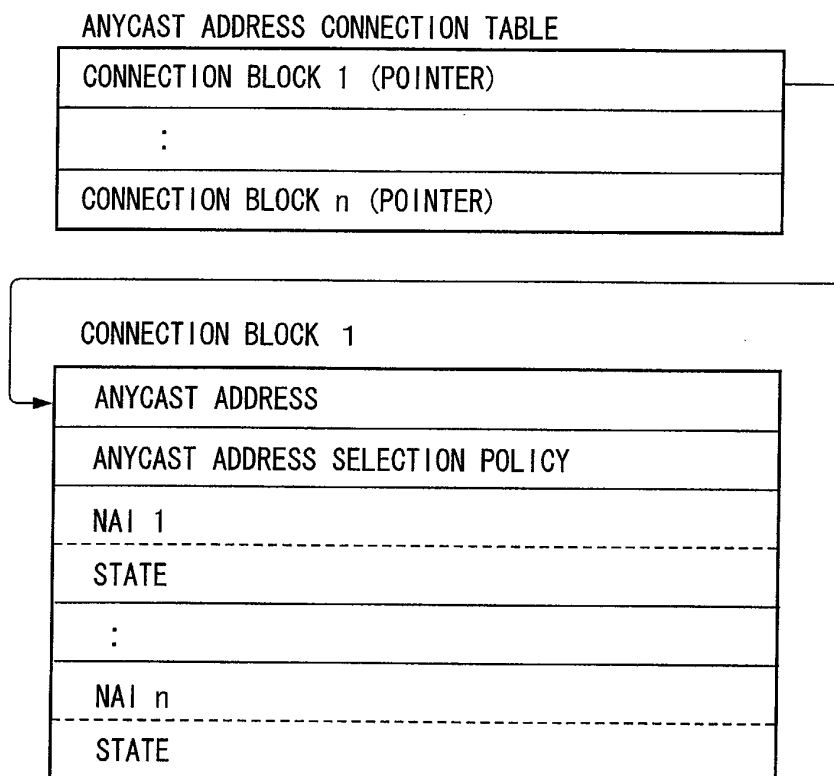 ANYCAST ADDRESS CONNECTION TABLE
CONNECTION BLOCK 1 (POINTER)
:
CONNECTION BLOCK n (POINTER)
CONNECTION BLOCK 1
ANYCAST ADDRESS
ANYCAST ADDRESS SELECTION POLICY
NAI 1
STATE
:
NAI n
STATE